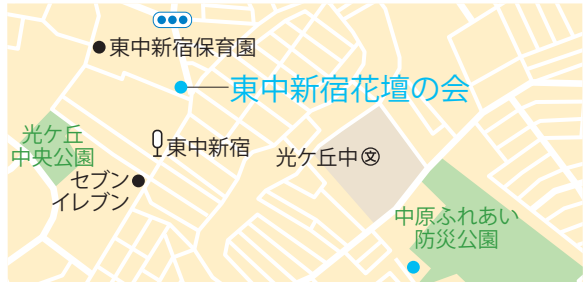 東中新宿保育園
東中新宿花壇の会
光ケ丘
中央公園
東中新宿
光ケ丘中文
セブン
イレブン
中原ふれあい
防災公園